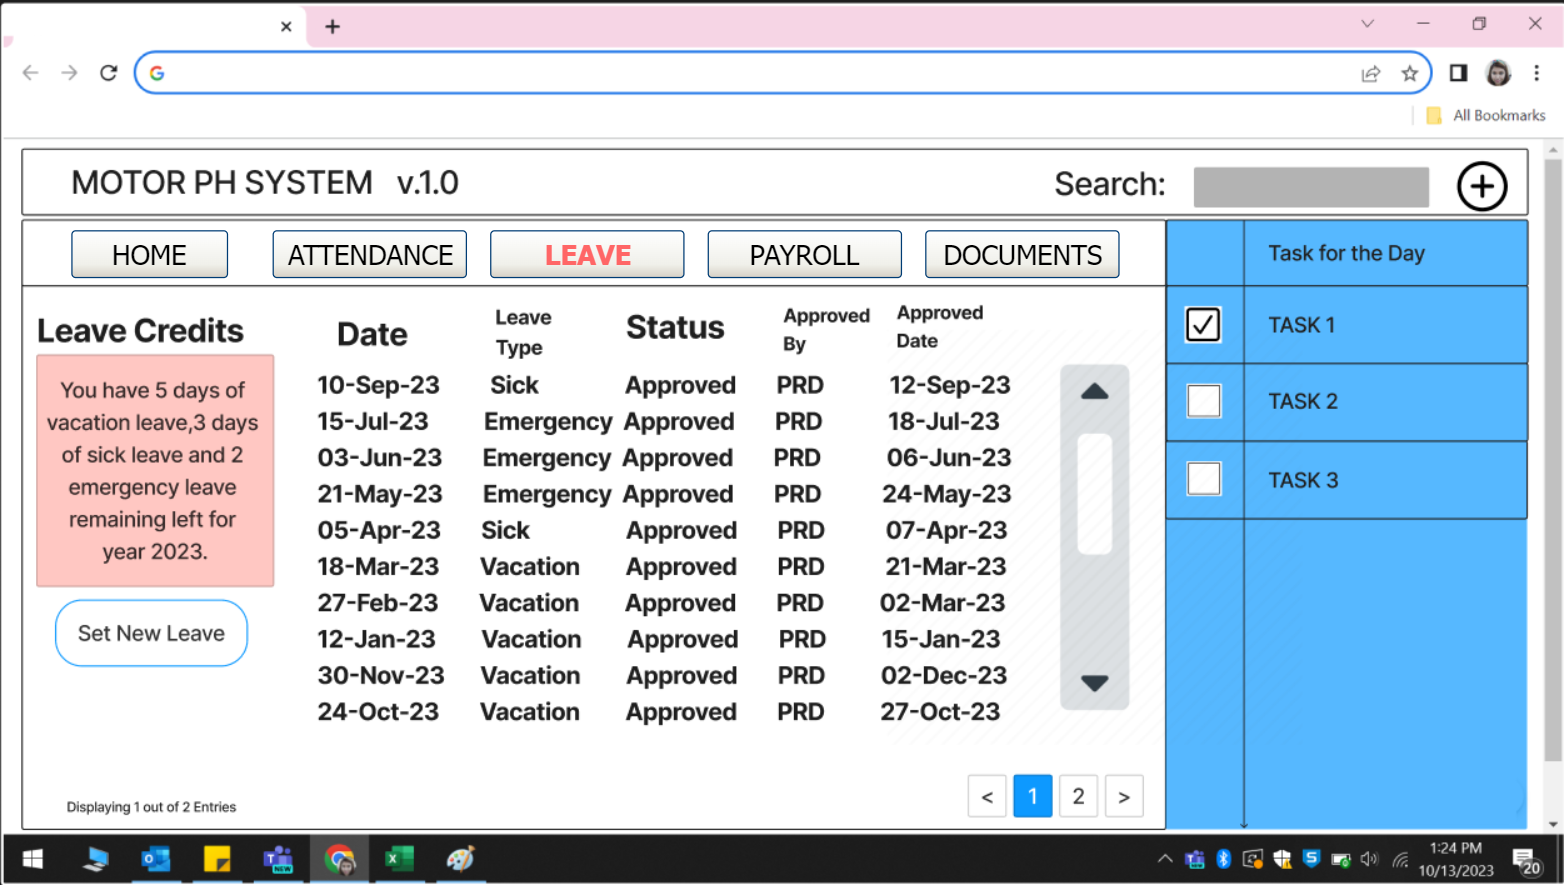 All Bookmarks
MOTOR PH SYSTEM v.1.0
Search:
HOME ATTENDANCE LEAVE PAYROLL DOCUMENTS
Task for the Day
TASK 1
TASK 2
TASK 3
Leave Credits
You have 5 days of
vacation leave,3 days
of sick leave and 2
emergency leave
remaining left for
year 2023.
Set New Leave
Date Leave Type Status Approved By Approved Date
10-Sep-23 Sick Approved PRD 12-Sep-23
15-Jul-23 Emergency Approved PRD 18-Jul-23
03-Jun-23 Emergency Approved PRD 06-Jun-23
21-May-23 Emergency Approved PRD 24-May-23
05-Apr-23 Sick Approved PRD 07-Apr-23
18-Mar-23 Vacation Approved PRD 21-Mar-23
27-Feb-23 Vacation Approved PRD 02-Mar-23
12-Jan-23 Vacation Approved PRD 15-Jan-23
30-Nov-23 Vacation Approved PRD 02-Dec-23
24-Oct-23 Vacation Approved PRD 27-Oct-23
Displaying 1 out of 2 Entries
< 1 2 >
NEW
1:24 PM
10/13/2023
20